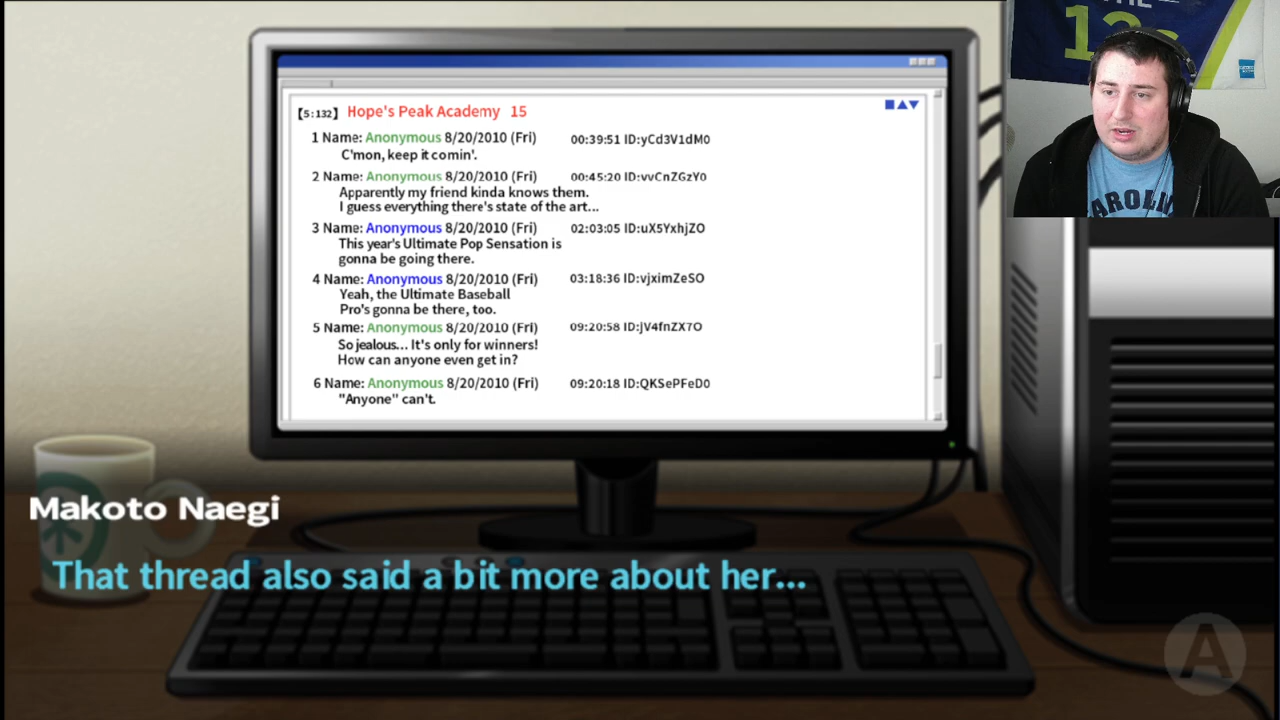 THE
12s
【5:132】 Hope's Peak Academy 15
1 Name: Anonymous 8/20/2010 (Fri) 00:39:51 ID:yCd3V1dM0
C'mon, keep it comin'.
2 Name: Anonymous 8/20/2010 (Fri) 00:45:20 ID:vvCnZGzY0
Apparently my friend kinda knows them.
I guess everything there's state of the art...
3 Name: Anonymous 8/20/2010 (Fri) 02:03:05 ID:uX5YxhjZO
This year's Ultimate Pop Sensation is
gonna be going there.
4 Name: Anonymous 8/20/2010 (Fri) 03:18:36 ID:vjximZeSO
Yeah, the Ultimate Baseball
Pro's gonna be there, too.
5 Name: Anonymous 8/20/2010 (Fri) 09:20:58 ID:jV4fnZX7O
So jealous... It's only for winners!
How can anyone even get in?
6 Name: Anonymous 8/20/2010 (Fri) 09:20:18 ID:QKSePFeD0
"Anyone" can't.
AROLIN
Makoto Naegi
That thread also said a bit more about her...
A